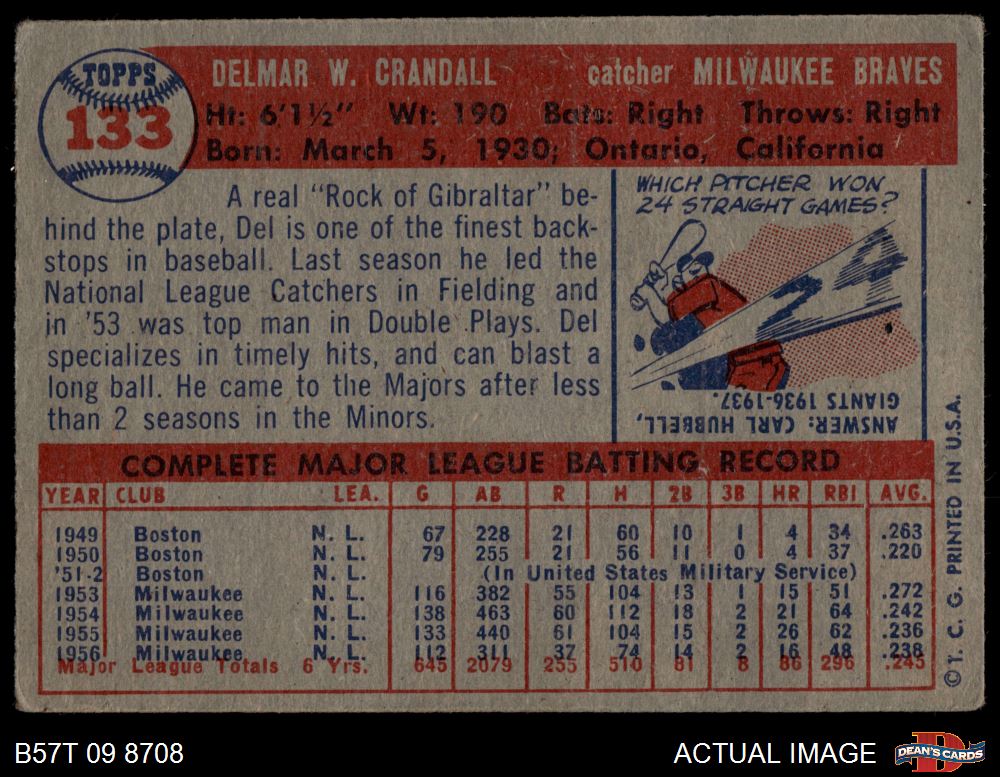 TOPPS
133
DELMAR W. CRANDALL catcher MILWAUKEE BRAVES
Ht: 6'1½" Wt: 190 Bats: Right Throws: Right
Born: March 5, 1930; Ontario, California
A real "Rock of Gibraltar" be-
hind the plate, Del is one of the finest back-
stops in baseball. Last season he led the
National League Catchers in Fielding and
in '53 was top man in Double Plays. Del
specializes in timely hits, and can blast a
long ball. He came to the Majors after less
than 2 seasons in the Minors.
WHICH PITCHER WON
24 STRAIGHT GAMES?
24
ANSWER: CARL HUBBELL,
GIANTS 1936-1937.
COMPLETE MAJOR LEAGUE BATTING RECORD
YEAR CLUB LEA. G AB R H 2B 3B HR RBI AVG.
1949 Boston N. L. 67 228 21 60 10 1 4 34 .263
1950 Boston N. L. 79 255 21 56 11 0 4 37 .220
'51-2 Boston N. L. (In United States Military Service)
1953 Milwaukee N. L. 116 382 55 104 13 1 15 51 .272
1954 Milwaukee N. L. 138 463 60 112 18 2 21 64 .242
1955 Milwaukee N. L. 133 440 61 104 15 2 26 62 .236
1956 Milwaukee N. L. 112 311 37 74 14 2 16 48 .238
Major League Totals 6 Yrs. 645 2079 255 510 81 8 86 296 .245
© T. C. G. PRINTED IN U.S.A.
B57T 09 8708
ACTUAL IMAGE
DEAN'S CARDS